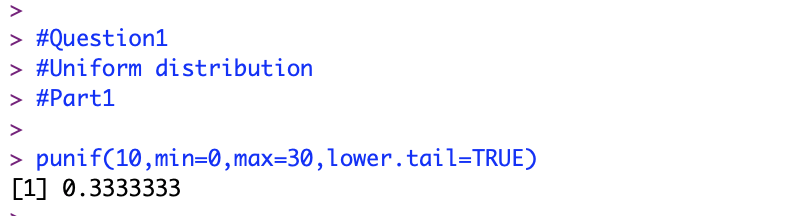 >
> #Question1
> #Uniform distribution
> #Part1
>
> punif(10,min=0,max=30,lower.tail=TRUE)
[1] 0.3333333
>